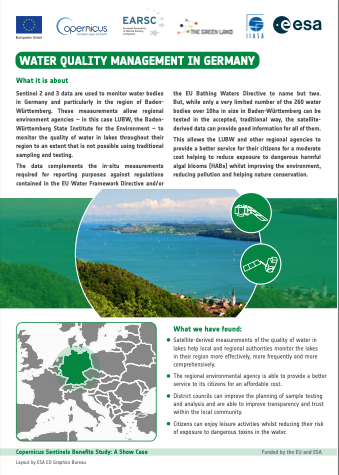 European Union
Copernicus
EARSC
THE GREEN LAND
IIASA
esa
WATER QUALITY MANAGEMENT IN GERMANY
What it is about
Sentinel 2 and 3 data are used to monitor water bodies
in Germany and particularly in the region of Baden-
Württemberg. These measurements allow regional
environment agencies – in this case LUBW, the Baden-
Württemberg State Institute for the Environment – to
monitor the quality of water in lakes throughout their
region to an extent that is not possible using traditional
sampling and testing.
The data complements the in-situ measurements
required for reporting purposes against regulations
contained in the EU Water Framework Directive and/or
the EU Bathing Waters Directive to name but two.
But, while only a very limited number of the 260 water
bodies over 10ha in size in Baden-Württemberg can be
tested in the accepted, traditional way, the satellite-
derived data can provide good information for all of them.
This allows the LUBW and other regional agencies to
provide a better service for their citizens for a moderate
cost helping to reduce exposure to dangerous harmful
algal blooms (HABs) whilst improving the environment,
reducing pollution and helping nature conservation.
What we have found:
Satellite-derived measurements of the quality of water in
lakes help local and regional authorities monitor the lakes
in their region more effectively, more frequently and more
comprehensively.
The regional environmental agency is able to provide a better
service to its citizens for an affordable cost.
District councils can improve the planning of sample testing
and analysis and are able to improve transparency and trust
within the local community.
Citizens can enjoy leisure activities whilst reducing their risk
of exposure to dangerous toxins in the water.
Copernicus Sentinels Benefits Study: A Show Case
Funded by the EU and ESA
Layout by ESA EO Graphics Bureau